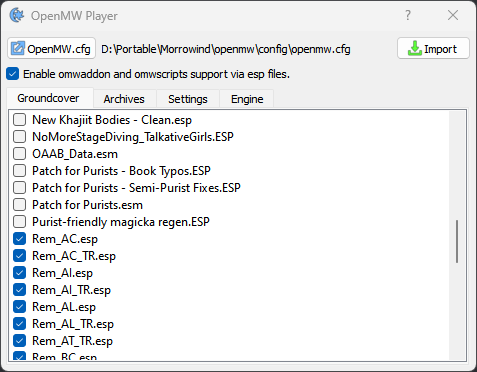 OpenMW Player
?
OpenMW.cfg D:\Portable\Morrowind\openmw\config\openmw.cfg Import
Enable omwaddon and omwscripts support via esp files.
Groundcover Archives Settings Engine
New Khajiit Bodies - Clean.esp
NoMoreStageDiving_TalkativeGirls.ESP
OAAB_Data.esm
Patch for Purists - Book Typos.ESP
Patch for Purists - Semi-Purist Fixes.ESP
Patch for Purists.esm
Purist-friendly magicka regen.ESP
Rem_AC.esp
Rem_AC_TR.esp
Rem_AI.esp
Rem_AI_TR.esp
Rem_AL.esp
Rem_AL_TR.esp
Rem_AT_TR.esp
Rem_BC.esp